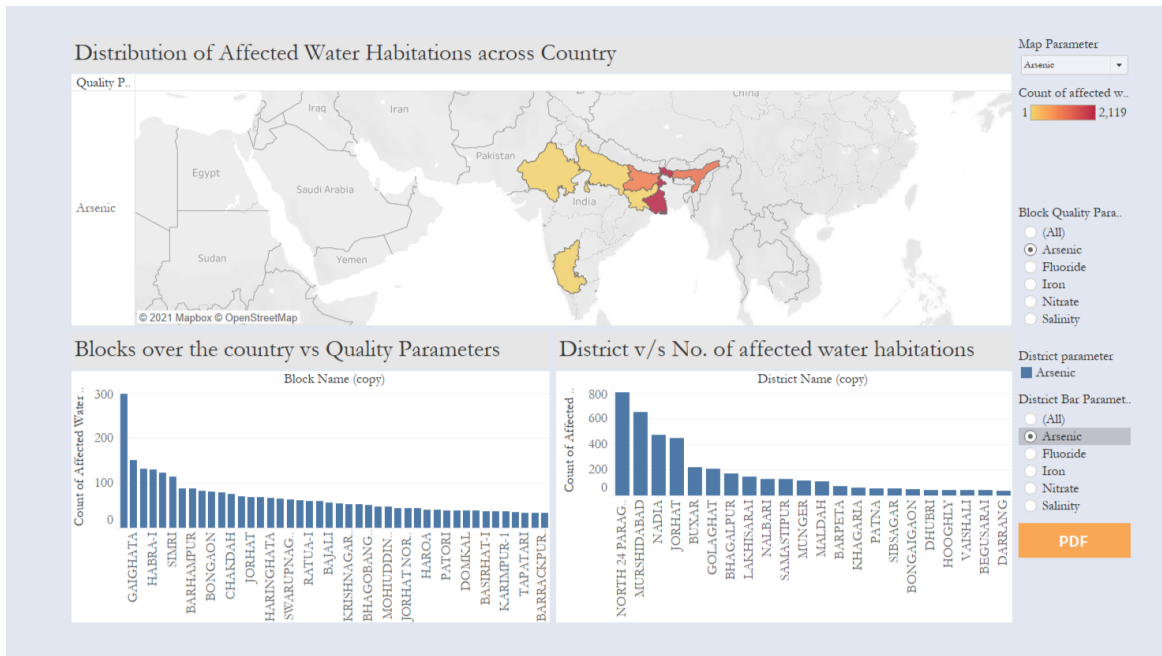 Distribution of Affected Water Habitations across Country
Quality P..
Arsenic
Iraq
Iran
China
Pakistan
Egypt
Saudi Arabia
India
Sudan
Yemen
© 2021 Mapbox © OpenStreetMap
Map Parameter
Arsenic
Count of affected w..
1 2,119
Block Quality Para..
(All)
Arsenic
Fluoride
Iron
Nitrate
Salinity
Blocks over the country vs Quality Parameters
Block Name (copy)
Count of Affected Water ..
300
200
100
0
GAIGHATA
HABRA-I
SIMRI
BARHAMPUR
BONGAON
CHAKDAH
JORHAT
HARINGHATA
SWARUPNAG..
RATUA-I
BAJALI
KRISHNAGAR..
BHAGOBANG..
MOHIUDDIN..
JORHAT NOR..
HAROA
PATORI
DOMKAL
BASIRHAT-I
KARIMPUR-1
TAPATARI
BARRACKPUR..
District v/s No. of affected water habitations
District Name (copy)
Count of Affected ..
800
600
400
200
0
NORTH 24 PARAG..
MURSHIDABAD
NADIA
JORHAT
BUXAR
GOLAGHAT
BHAGALPUR
LAKHISARAI
NALBARI
SAMASTIPUR
MUNGER
MALDAH
BARPETA
KHAGARIA
PATNA
SIBSAGAR
BONGAIGAON
DHUBRI
HOOGHLY
VAISHALI
BEGUSARAI
DARRANG
District parameter
Arsenic
District Bar Paramet..
(All)
Arsenic
Fluoride
Iron
Nitrate
Salinity
PDF